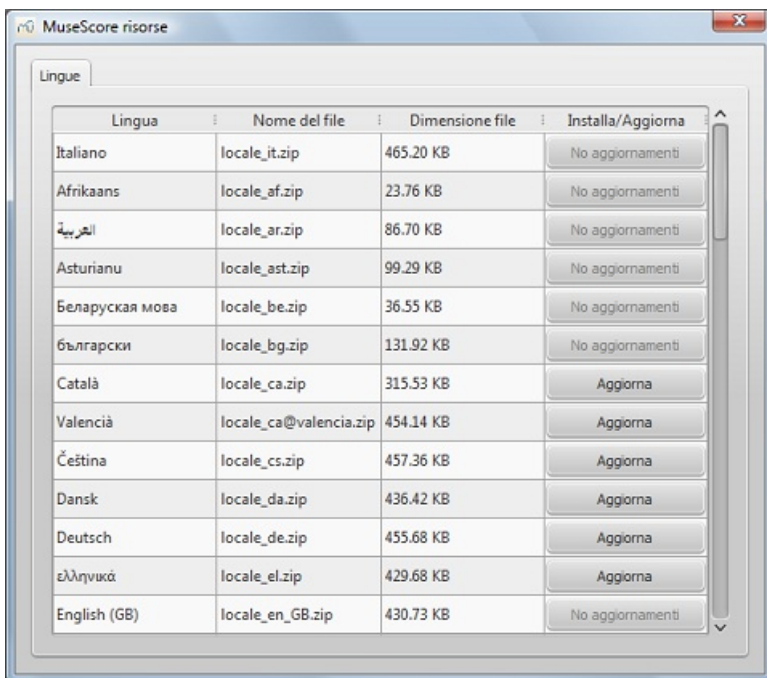 MuseScore risorse
Lingue
Lingua Nome del file Dimensione file Installa/Aggiorna
Italiano locale_it.zip 465.20 KB No aggiornamenti
Afrikaans locale_af.zip 23.76 KB No aggiornamenti
العربية locale_ar.zip 86.70 KB No aggiornamenti
Asturianu locale_ast.zip 99.29 KB No aggiornamenti
Беларуская мова locale_be.zip 36.55 KB No aggiornamenti
български locale_bg.zip 131.92 KB No aggiornamenti
Català locale_ca.zip 315.53 KB Aggiorna
Valencià locale_ca@valencia.zip 454.14 KB Aggiorna
Čeština locale_cs.zip 457.36 KB Aggiorna
Dansk locale_da.zip 436.42 KB Aggiorna
Deutsch locale_de.zip 455.68 KB Aggiorna
ελληνικά locale_el.zip 429.68 KB Aggiorna
English (GB) locale_en_GB.zip 430.73 KB No aggiornamenti